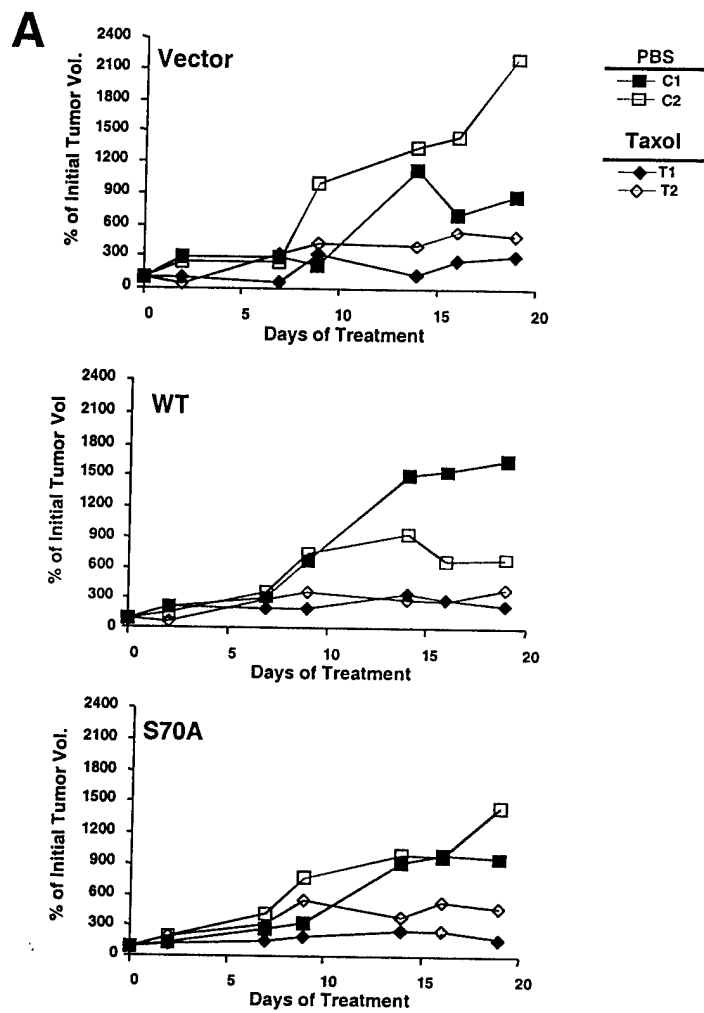 A
Vector
% of Initial Tumor Vol.
2400
2100
1800
1500
1200
900
600
300
0
0 5 10 15 20
Days of Treatment
PBS
C1
C2
Taxol
T1
T2
WT
% of Initial Tumor Vol
2400
2100
1800
1500
1200
900
600
300
0
0 5 10 15 20
Days of Treatment
S70A
% of Initial Tumor Vol.
2400
2100
1800
1500
1200
900
600
300
0
0 5 10 15 20
Days of Treatment